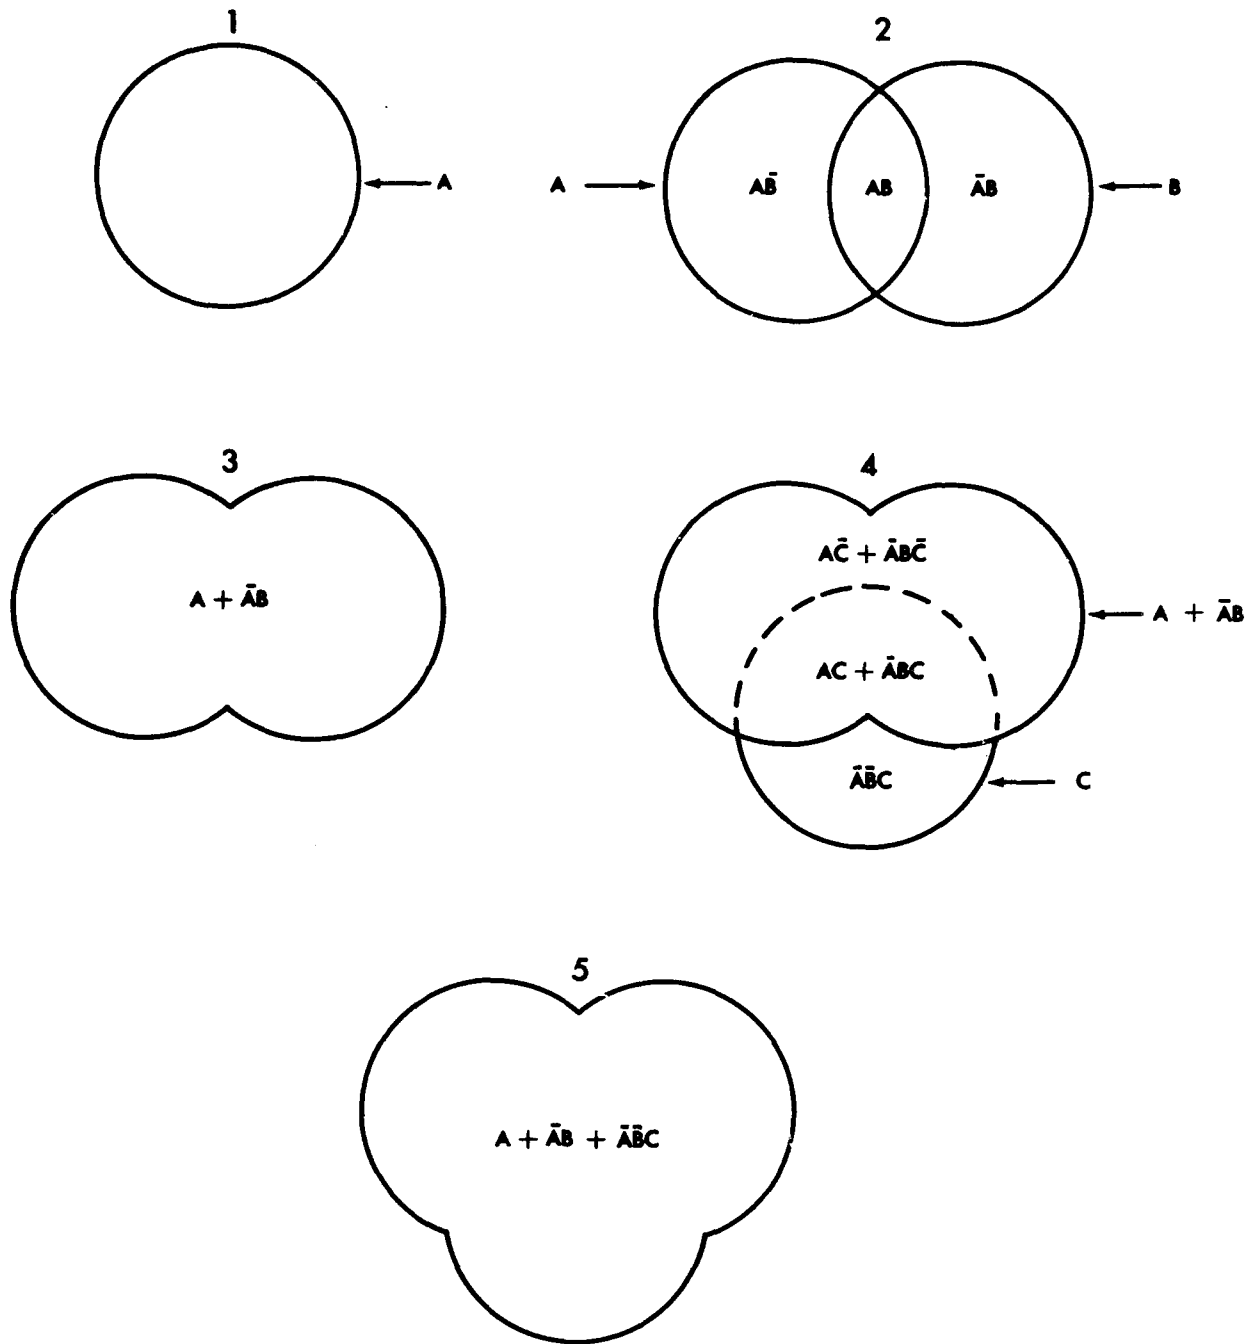 1
2
A
A
AB̄
AB
ĀB
B
3
4
A + ĀB
AC̄ + ĀBC̄
AC + ĀBC
A + ĀB
ĀB̄C
C
5
A + ĀB + ĀB̄C